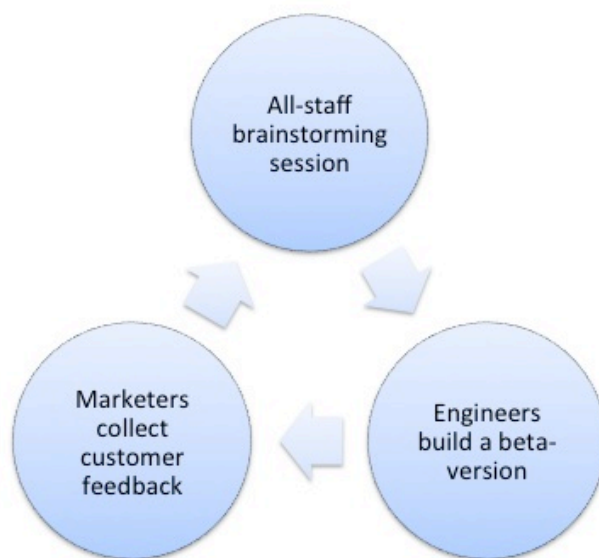 All-staff
brainstorming
session
Engineers
build a beta-
version
Marketers
collect
customer
feedback